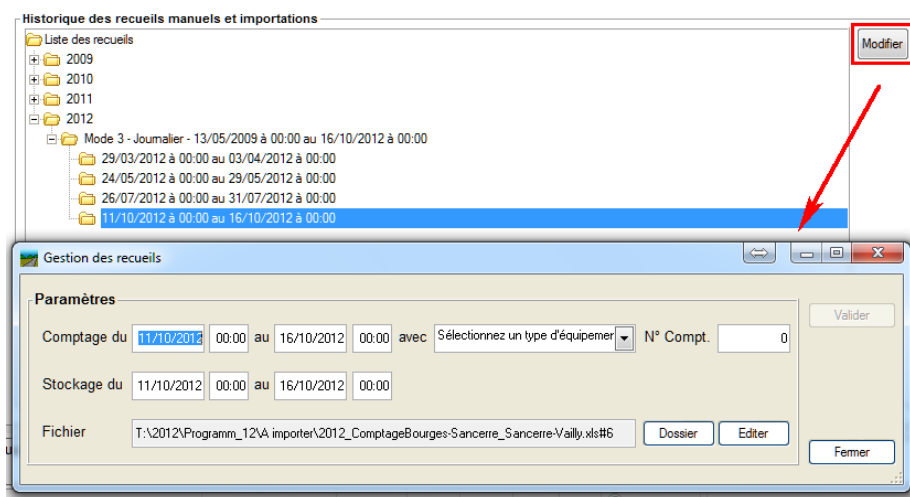 Historique des recueils manuels et importations
Liste des recueils
Modifier
2009
2010
2011
2012
Mode 3 - Journalier - 13/05/2009 à 00:00 au 16/10/2012 à 00:00
29/03/2012 à 00:00 au 03/04/2012 à 00:00
24/05/2012 à 00:00 au 29/05/2012 à 00:00
26/07/2012 à 00:00 au 31/07/2012 à 00:00
11/10/2012 à 00:00 au 16/10/2012 à 00:00
Gestion des recueils
Paramètres
Valider
Comptage du 11/10/2012 00:00 au 16/10/2012 00:00 avec Sélectionnez un type d'équipemer N° Compt. 0
Stockage du 11/10/2012 00:00 au 16/10/2012 00:00
Fichier T:\2012\Programm_12\A importer\2012_ComptageBourges-Sancerre_Sancerre-Vailly.xls#6 Dossier Editer
Fermer